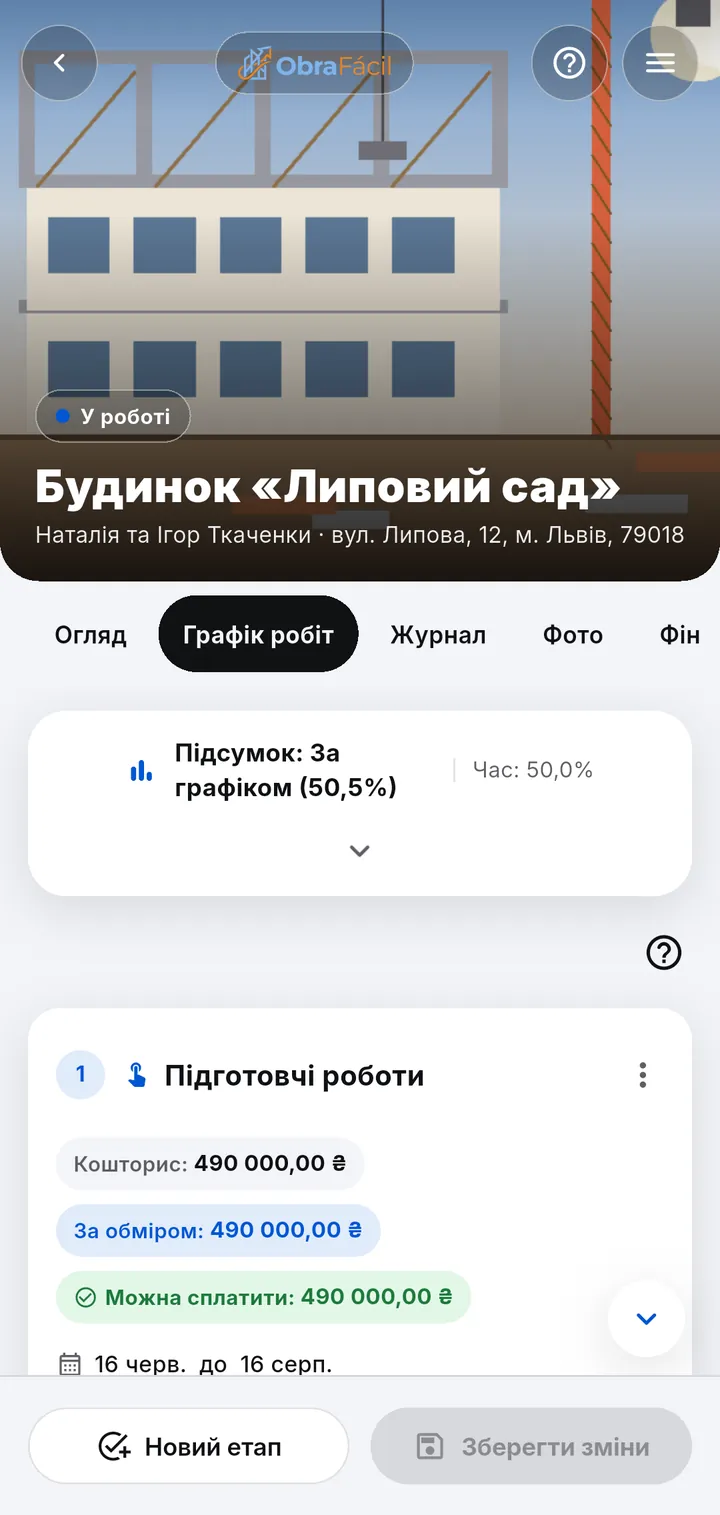 ObraFácil
У роботі
Будинок «Липовий сад»
Наталія та Ігор Ткаченки · вул. Липова, 12, м. Львів, 79018
Огляд
Графік робіт
Журнал
Фото
Фін
Підсумок: За
графіком (50,5%)
Час: 50,0%
1
Підготовчі роботи
Кошторис: 490 000,00 ₴
За обміром: 490 000,00 ₴
Можна сплатити: 490 000,00 ₴
16 черв. до 16 серп.
Новий етап
Зберегти зміни